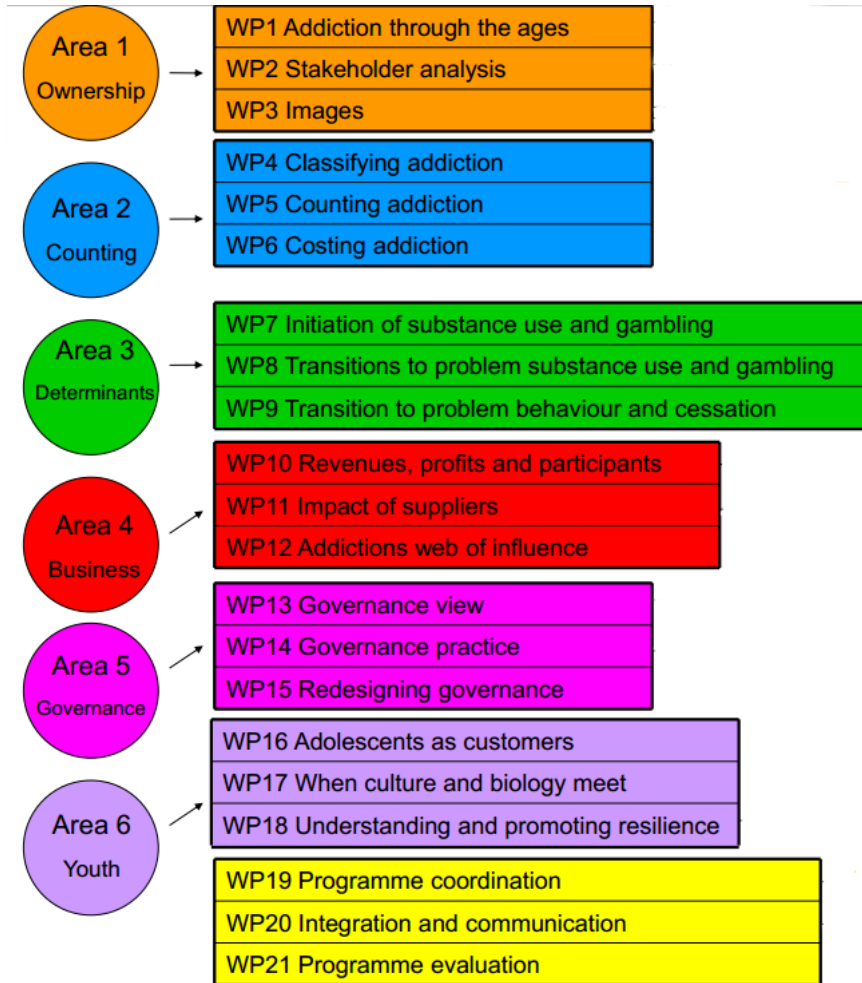 Area 1
Ownership
WP1 Addiction through the ages
WP2 Stakeholder analysis
WP3 Images
Area 2
Counting
WP4 Classifying addiction
WP5 Counting addiction
WP6 Costing addiction
Area 3
Determinants
WP7 Initiation of substance use and gambling
WP8 Transitions to problem substance use and gambling
WP9 Transition to problem behaviour and cessation
Area 4
Business
WP10 Revenues, profits and participants
WP11 Impact of suppliers
WP12 Addictions web of influence
Area 5
Governance
WP13 Governance view
WP14 Governance practice
WP15 Redesigning governance
Area 6
Youth
WP16 Adolescents as customers
WP17 When culture and biology meet
WP18 Understanding and promoting resilience
WP19 Programme coordination
WP20 Integration and communication
WP21 Programme evaluation